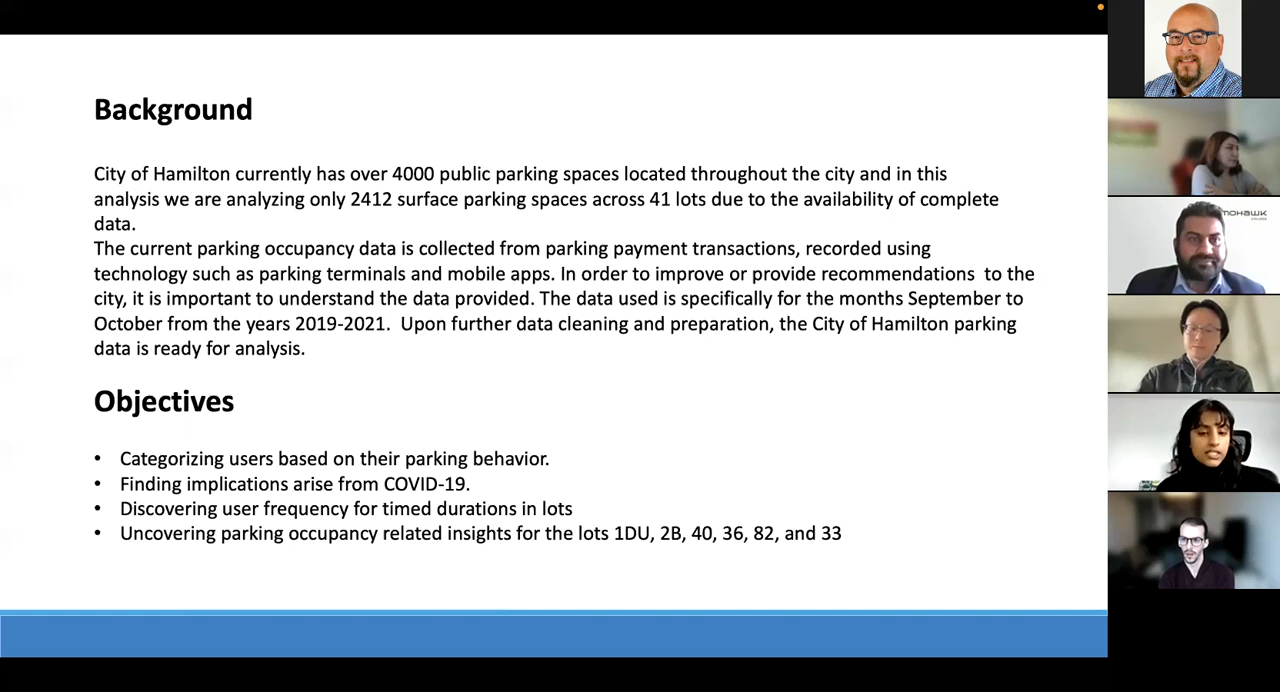 Background
City of Hamilton currently has over 4000 public parking spaces located throughout the city and in this
analysis we are analyzing only 2412 surface parking spaces across 41 lots due to the availability of complete
data.
The current parking occupancy data is collected from parking payment transactions, recorded using
technology such as parking terminals and mobile apps. In order to improve or provide recommendations  to the
city, it is important to understand the data provided. The data used is specifically for the months September to
October from the years 2019-2021.  Upon further data cleaning and preparation, the City of Hamilton parking
data is ready for analysis.
Objectives
• Categorizing users based on their parking behavior.
• Finding implications arise from COVID-19.
• Discovering user frequency for timed durations in lots
• Uncovering parking occupancy related insights for the lots 1DU, 2B, 40, 36, 82, and 33
mohawk
COLLEGE